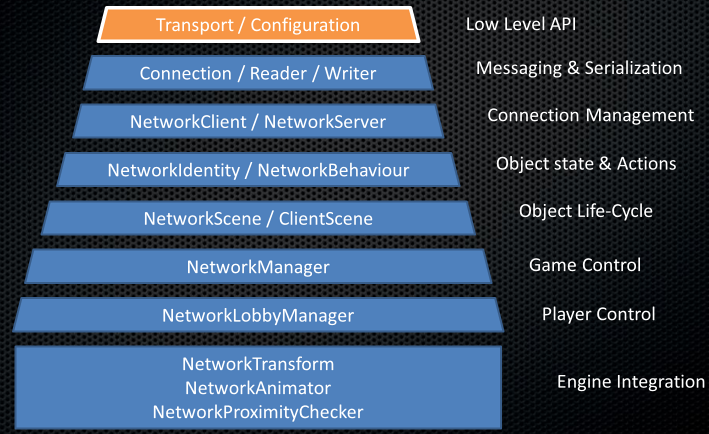 Transport / Configuration
Low Level API
Connection / Reader / Writer
Messaging & Serialization
NetworkClient / NetworkServer
Connection Management
NetworkIdentity / NetworkBehaviour
Object state & Actions
NetworkScene / ClientScene
Object Life-Cycle
NetworkManager
Game Control
NetworkLobbyManager
Player Control
NetworkTransform
NetworkAnimator
NetworkProximityChecker
Engine Integration